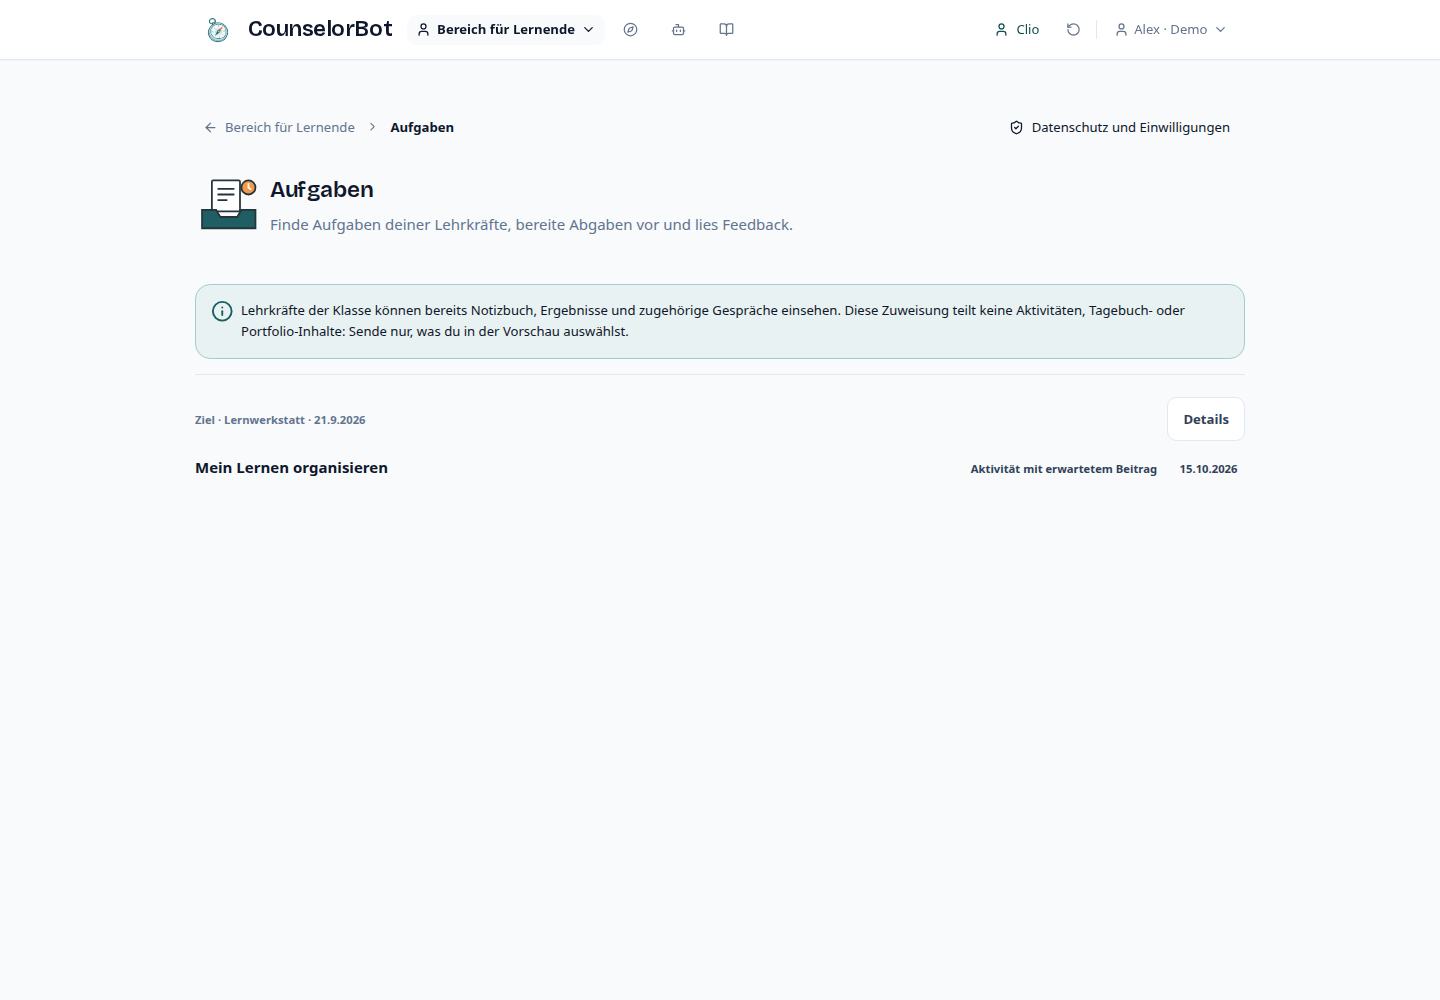 CounselorBot
Bereich für Lernende
Clio
Alex · Demo
Bereich für Lernende
Aufgaben
Datenschutz und Einwilligungen
Aufgaben
Finde Aufgaben deiner Lehrkräfte, bereite Abgaben vor und lies Feedback.
Lehrkräfte der Klasse können bereits Notizbuch, Ergebnisse und zugehörige Gespräche einsehen. Diese Zuweisung teilt keine Aktivitäten, Tagebuch- oder
Portfolio-Inhalte: Sende nur, was du in der Vorschau auswählst.
Ziel · Lernwerkstatt · 21.9.2026
Details
Mein Lernen organisieren
Aktivität mit erwartetem Beitrag
15.10.2026